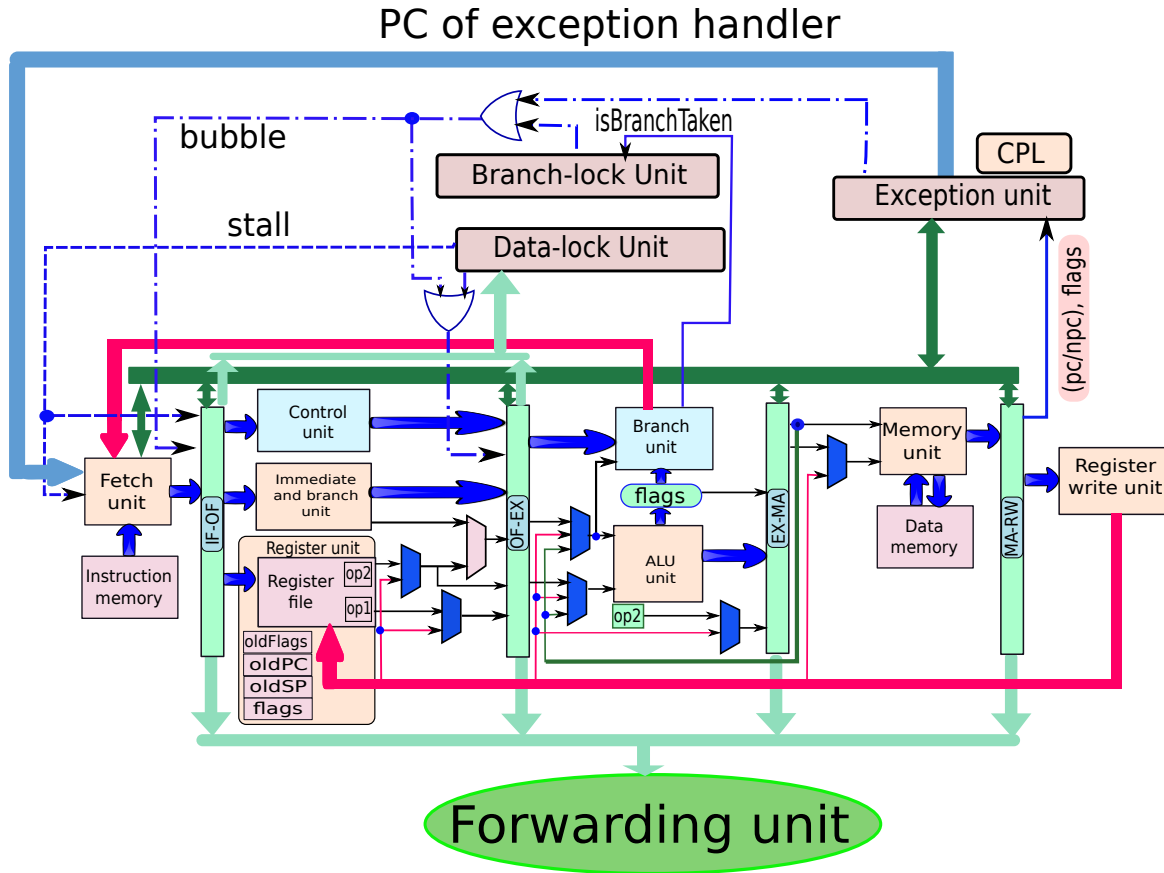 PC of exception handler
bubble
isBranchTaken
CPL
Branch-lock Unit
Exception unit
stall
Data-lock Unit
(pc/npc), flags
Control
unit
Branch
unit
Memory
unit
Fetch
unit
Immediate and branch
unit
flags
Register
write unit
IF-OF
OF-EX
EX-MA
MA-RW
Instruction
memory
Register unit
Register
file
op2
op1
ALU
unit
op2
Data
memory
oldFlags
oldPC
oldSP
flags
Forwarding unit